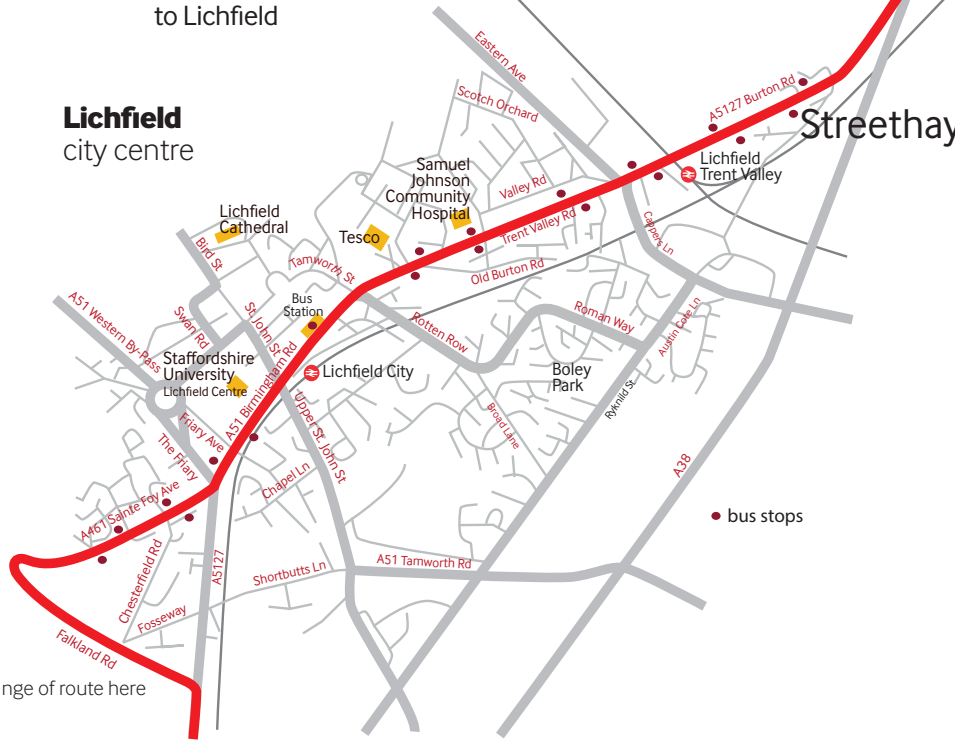 to Lichfield
Lichfield
city centre
Eastern Ave
Scotch Orchard
A5127 Burton Rd
Streethay
Lichfield
Trent Valley
Samuel
Johnson
Community
Hospital
Valley Rd
Trent Valley Rd
Cappers Ln
Lichfield
Cathedral
Tesco
Bird St
Tamworth St
Old Burton Rd
A51 Western By-Pass
Swan Rd
St. John St
Bus
Station
Rotten Row
Roman Way
Austin Cote Ln
Staffordshire
University
Lichfield Centre
A51 Birmingham Rd
Lichfield City
Boley
Park
Ryknild St
Friary Ave
The Friary
Upper St. John St
Broad Lane
Chapel Ln
A38
A461 Sainte Foy Ave
bus stops
Chesterfield Rd
A5127
Shortbutts Ln
A51 Tamworth Rd
Fosseway
Falkland Rd
nge of route here